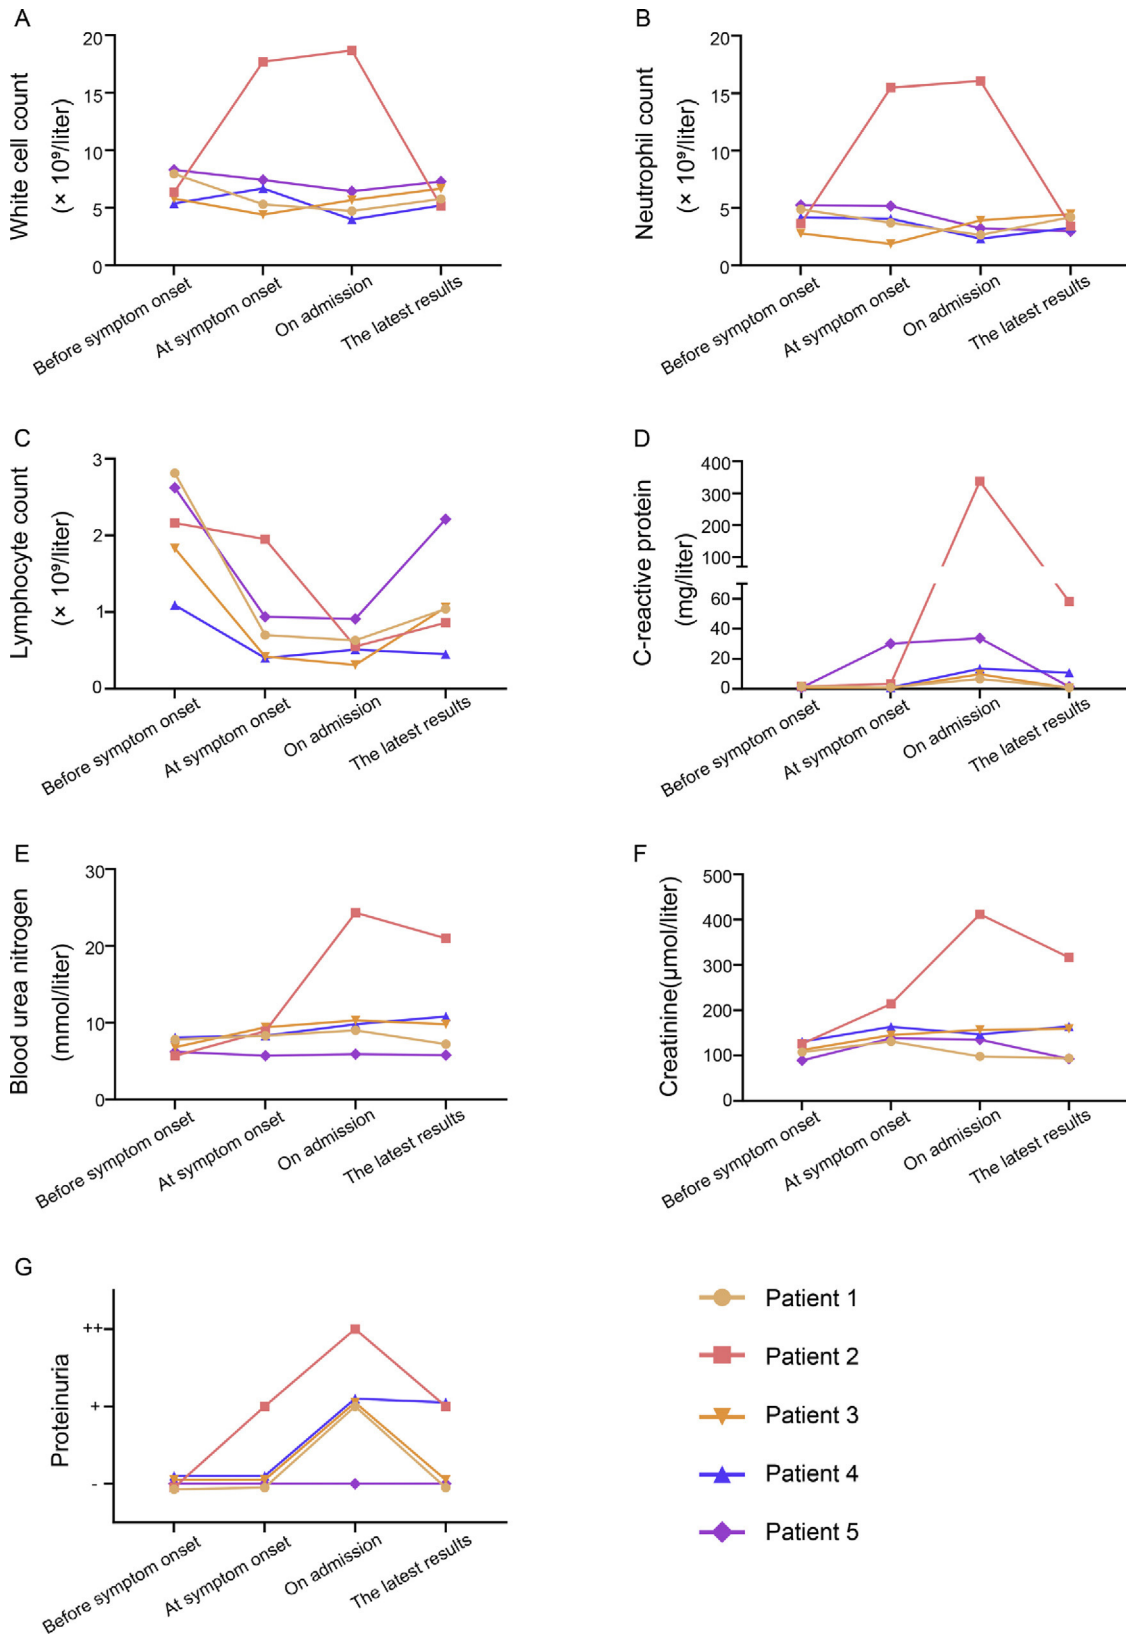 A
White cell count
(× 10⁹/liter)
20
15
10
5
0
Before symptom onset
At symptom onset
On admission
The latest results
B
Neutrophil count
(× 10⁹/liter)
20
15
10
5
0
Before symptom onset
At symptom onset
On admission
The latest results
C
Lymphocyte count
(× 10⁹/liter)
3
2
1
0
Before symptom onset
At symptom onset
On admission
The latest results
D
C-reactive protein
(mg/liter)
400
300
200
100
60
40
20
0
Before symptom onset
At symptom onset
On admission
The latest results
E
Blood urea nitrogen
(mmol/liter)
30
20
10
0
Before symptom onset
At symptom onset
On admission
The latest results
F
Creatinine(μmol/liter)
500
400
300
200
100
0
Before symptom onset
At symptom onset
On admission
The latest results
G
Proteinuria
++
+
-
Before symptom onset
At symptom onset
On admission
The latest results
Patient 1
Patient 2
Patient 3
Patient 4
Patient 5